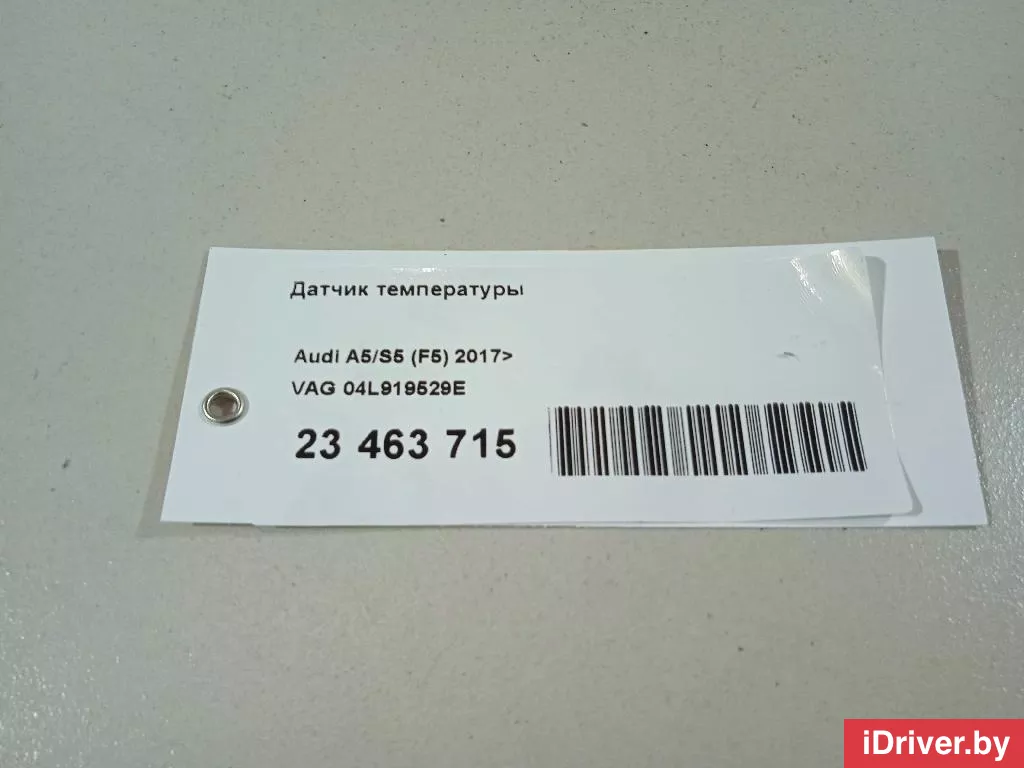 Датчик температуры
Audi A5/S5 (F5) 2017>
VAG 04L919529E
23 463 715
iDriver.by